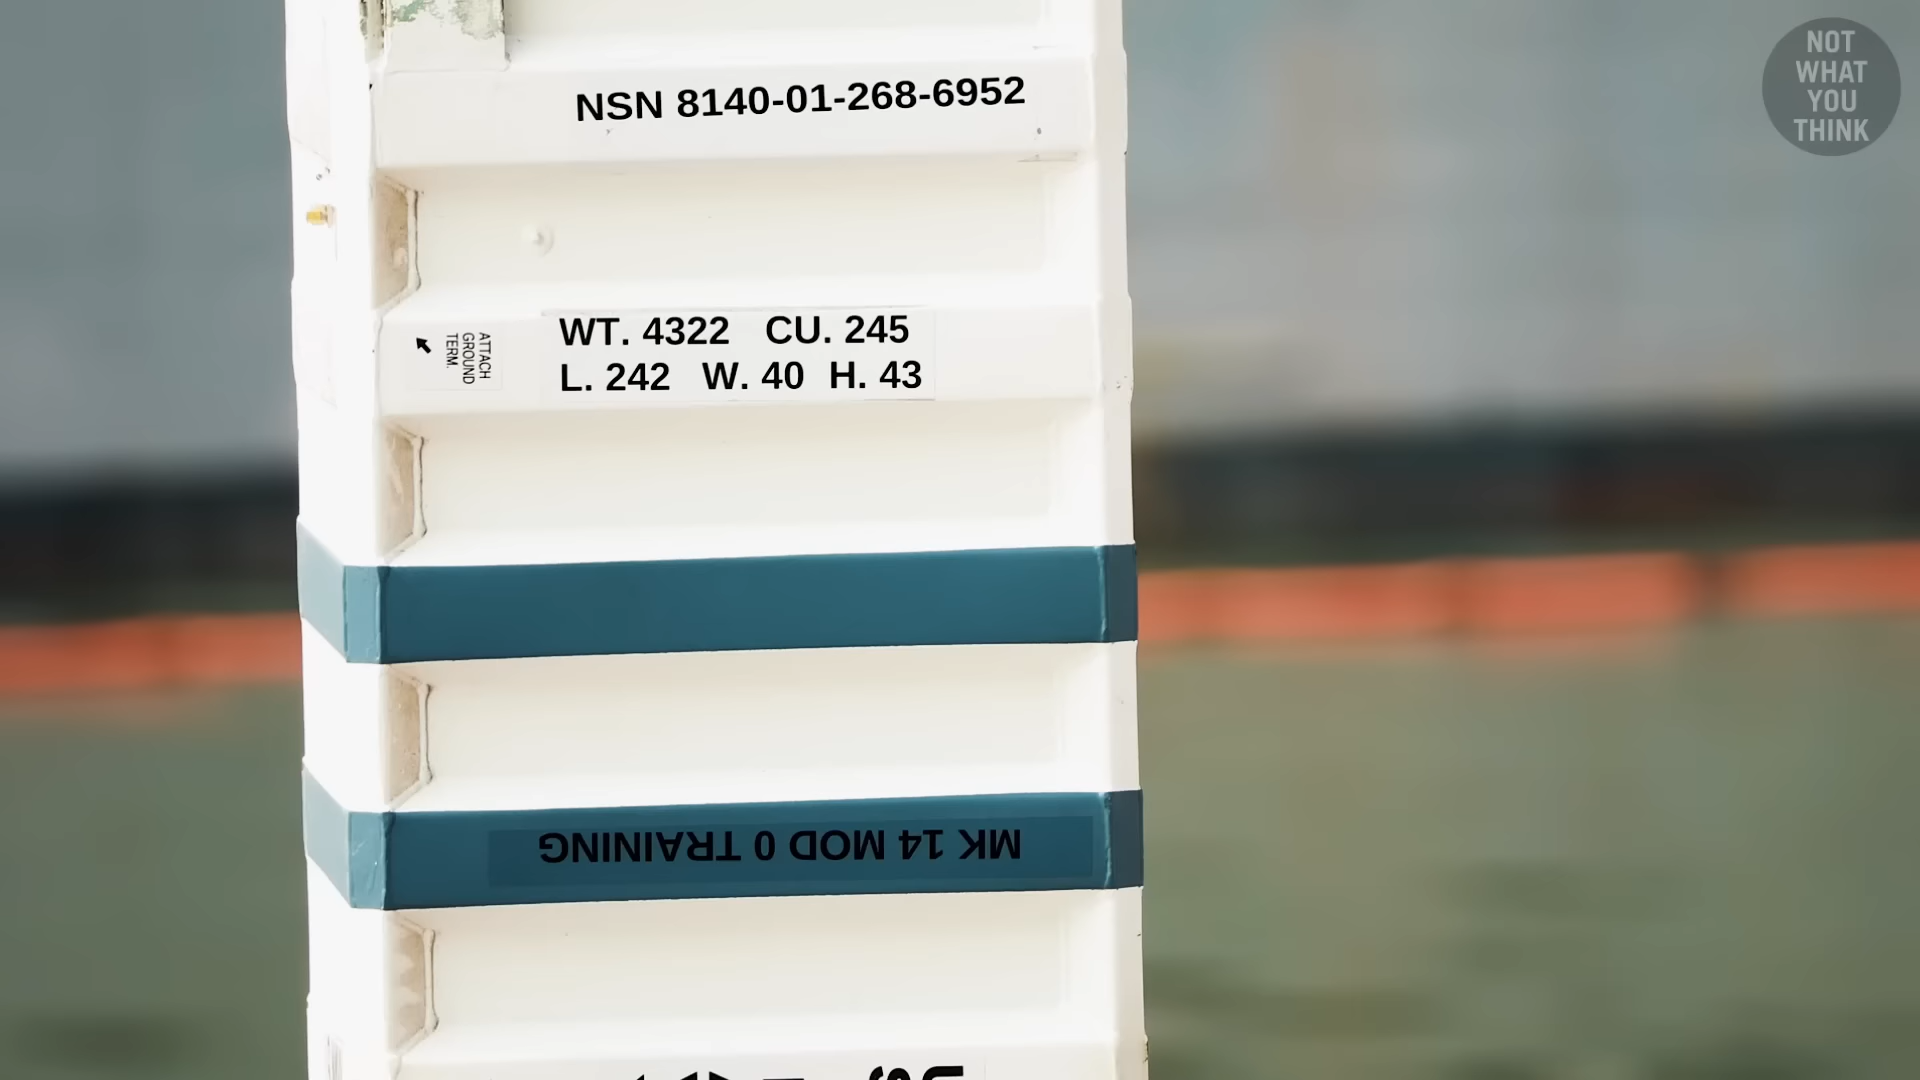 NOT
WHAT
YOU
THINK
NSN 8140-01-268-6952
ATTACH
GROUND
TERM.
WT. 4322 CU. 245
L. 242 W. 40 H. 43
MK 14 MOD 0 TRAINING